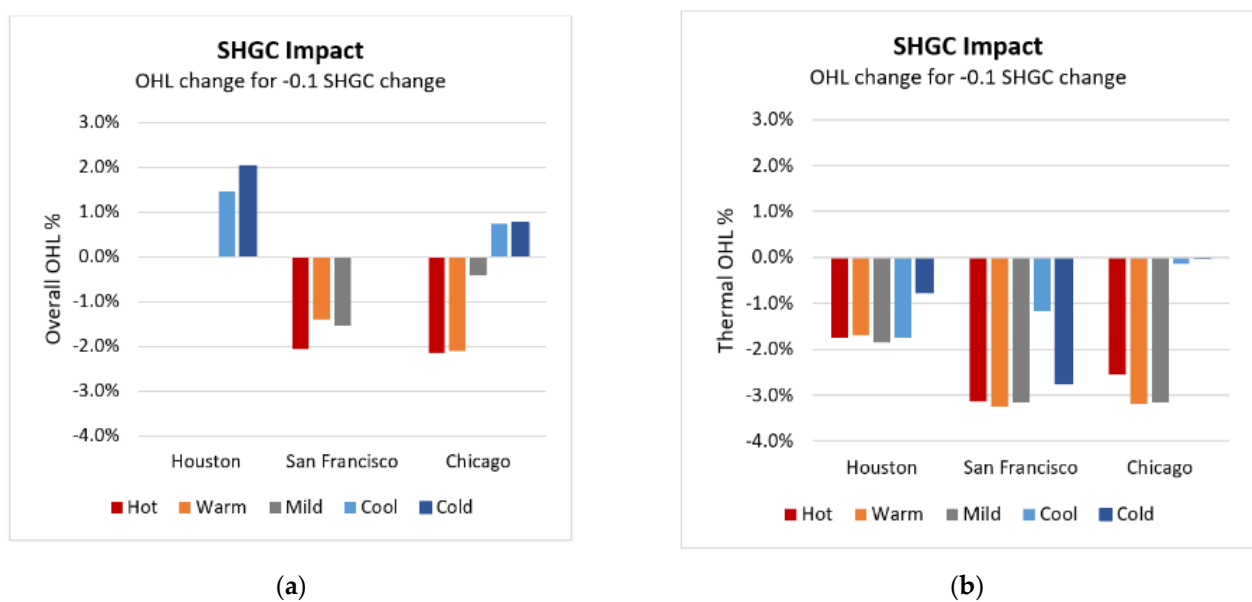 SHGC Impact
OHL change for -0.1 SHGC change
Overall OHL %
3.0%
2.0%
1.0%
0.0%
-1.0%
-2.0%
-3.0%
-4.0%
Houston San Francisco Chicago
Hot Warm Mild Cool Cold
(a)
SHGC Impact
OHL change for -0.1 SHGC change
Thermal OHL %
3.0%
2.0%
1.0%
0.0%
-1.0%
-2.0%
-3.0%
-4.0%
Houston San Francisco Chicago
Hot Warm Mild Cool Cold
(b)